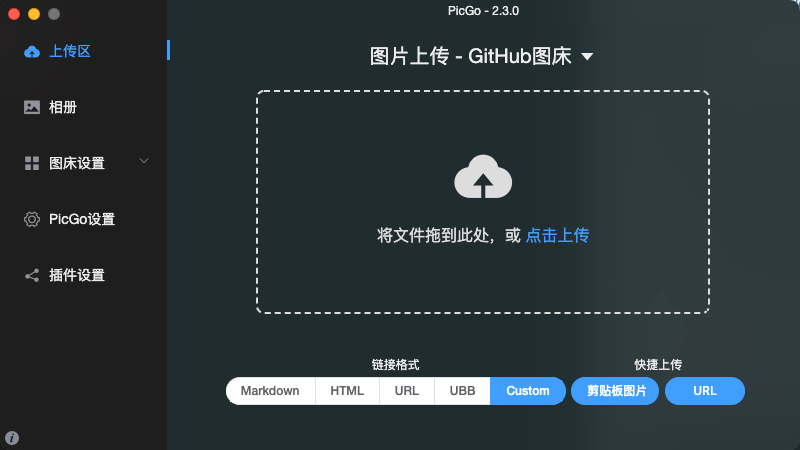 PicGo - 2.3.0
上传区
相册
图床设置
PicGo设置
插件设置
图片上传 - GitHub图床
将文件拖到此处，或 点击上传
链接格式
Markdown HTML URL UBB Custom
快捷上传
剪贴板图片 URL